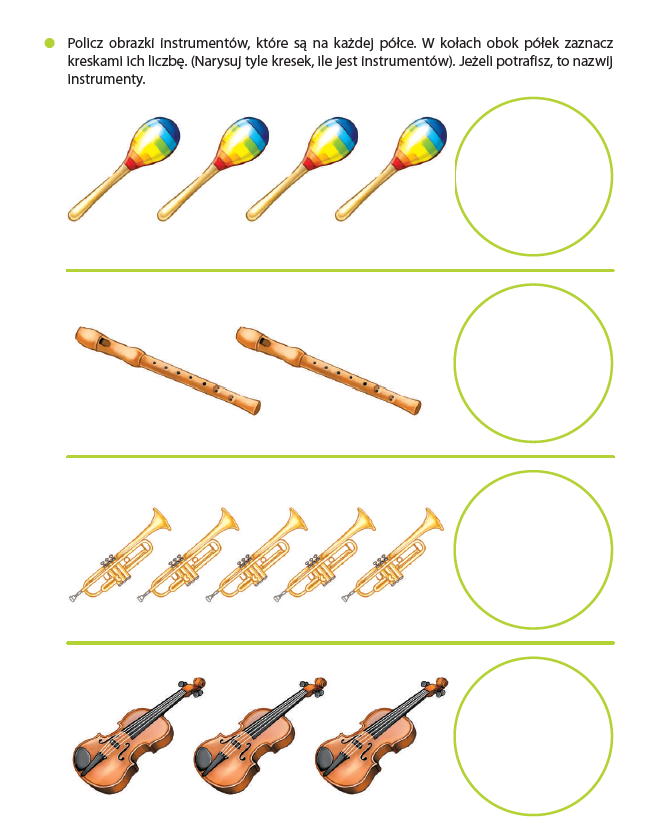 Policz obrazki instrumentów, które są na każdej półce. W kołach obok półek zaznacz
kreskami ich liczbę. (Narysuj tyle kresek, ile jest instrumentów). Jeżeli potrafisz, to nazwij
instrumenty.